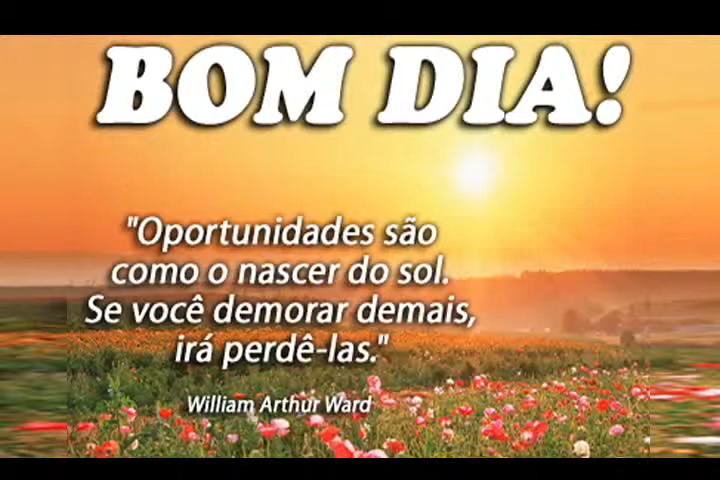 BOM DIA!
"Oportunidades são
como o nascer do sol.
Se você demorar demais,
irá perdê-las."
William Arthur Ward